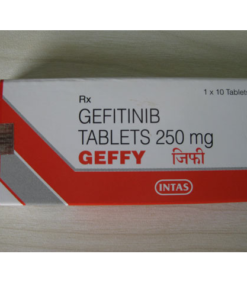 Rx
1 x 10 Tablets
GEFITINIB
TABLETS 250 mg
GEFFY जिफी
INTAS